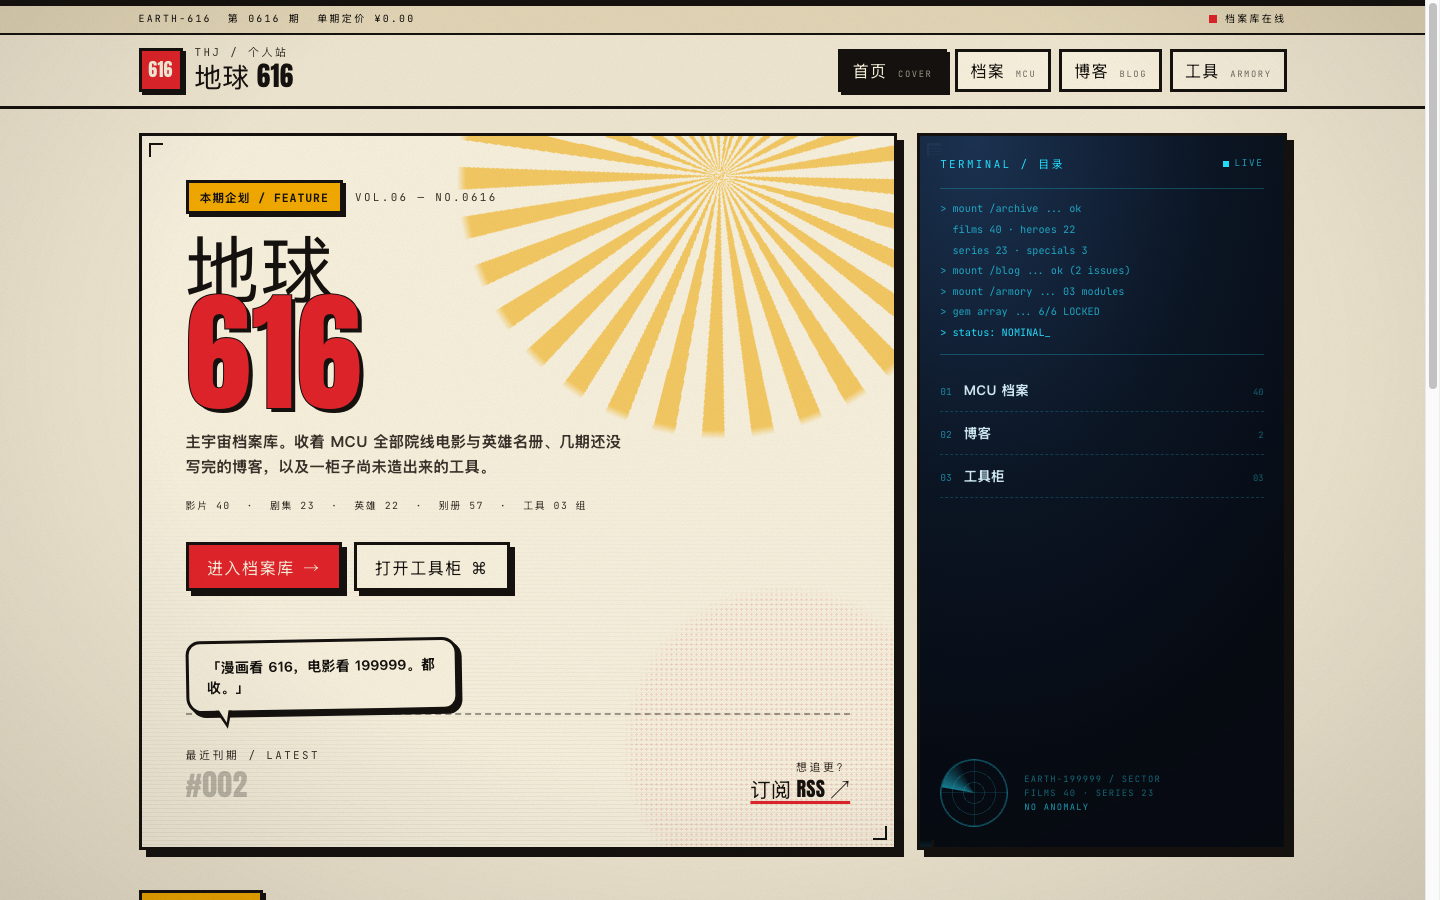 EARTH-616 第 0616 期 单期定价 ¥0.00
档案库在线
616
THJ / 个人站
地球 616
首页 COVER
档案 MCU
博客 BLOG
工具 ARMORY
本期企划 / FEATURE
VOL.06 — NO.0616
地球
616
主宇宙档案库。收着 MCU 全部院线电影与英雄名册、几期还没
写完的博客，以及一柜子尚未造出来的工具。
影片 40 · 剧集 23 · 英雄 22 · 别册 57 · 工具 03 组
进入档案库 →
打开工具柜 ⌘
「漫画看 616，电影看 199999。都
收。」
最近刊期 / LATEST
#002
想追更？
订阅 RSS ↗
TERMINAL / 目录
LIVE
> mount /archive ... ok
films 40 · heroes 22
series 23 · specials 3
> mount /blog ... ok (2 issues)
> mount /armory ... 03 modules
> gem array ... 6/6 LOCKED
> status: NOMINAL_
01 MCU 档案 40
02 博客 2
03 工具柜 03
EARTH-199999 / SECTOR
FILMS 40 · SERIES 23
NO ANOMALY